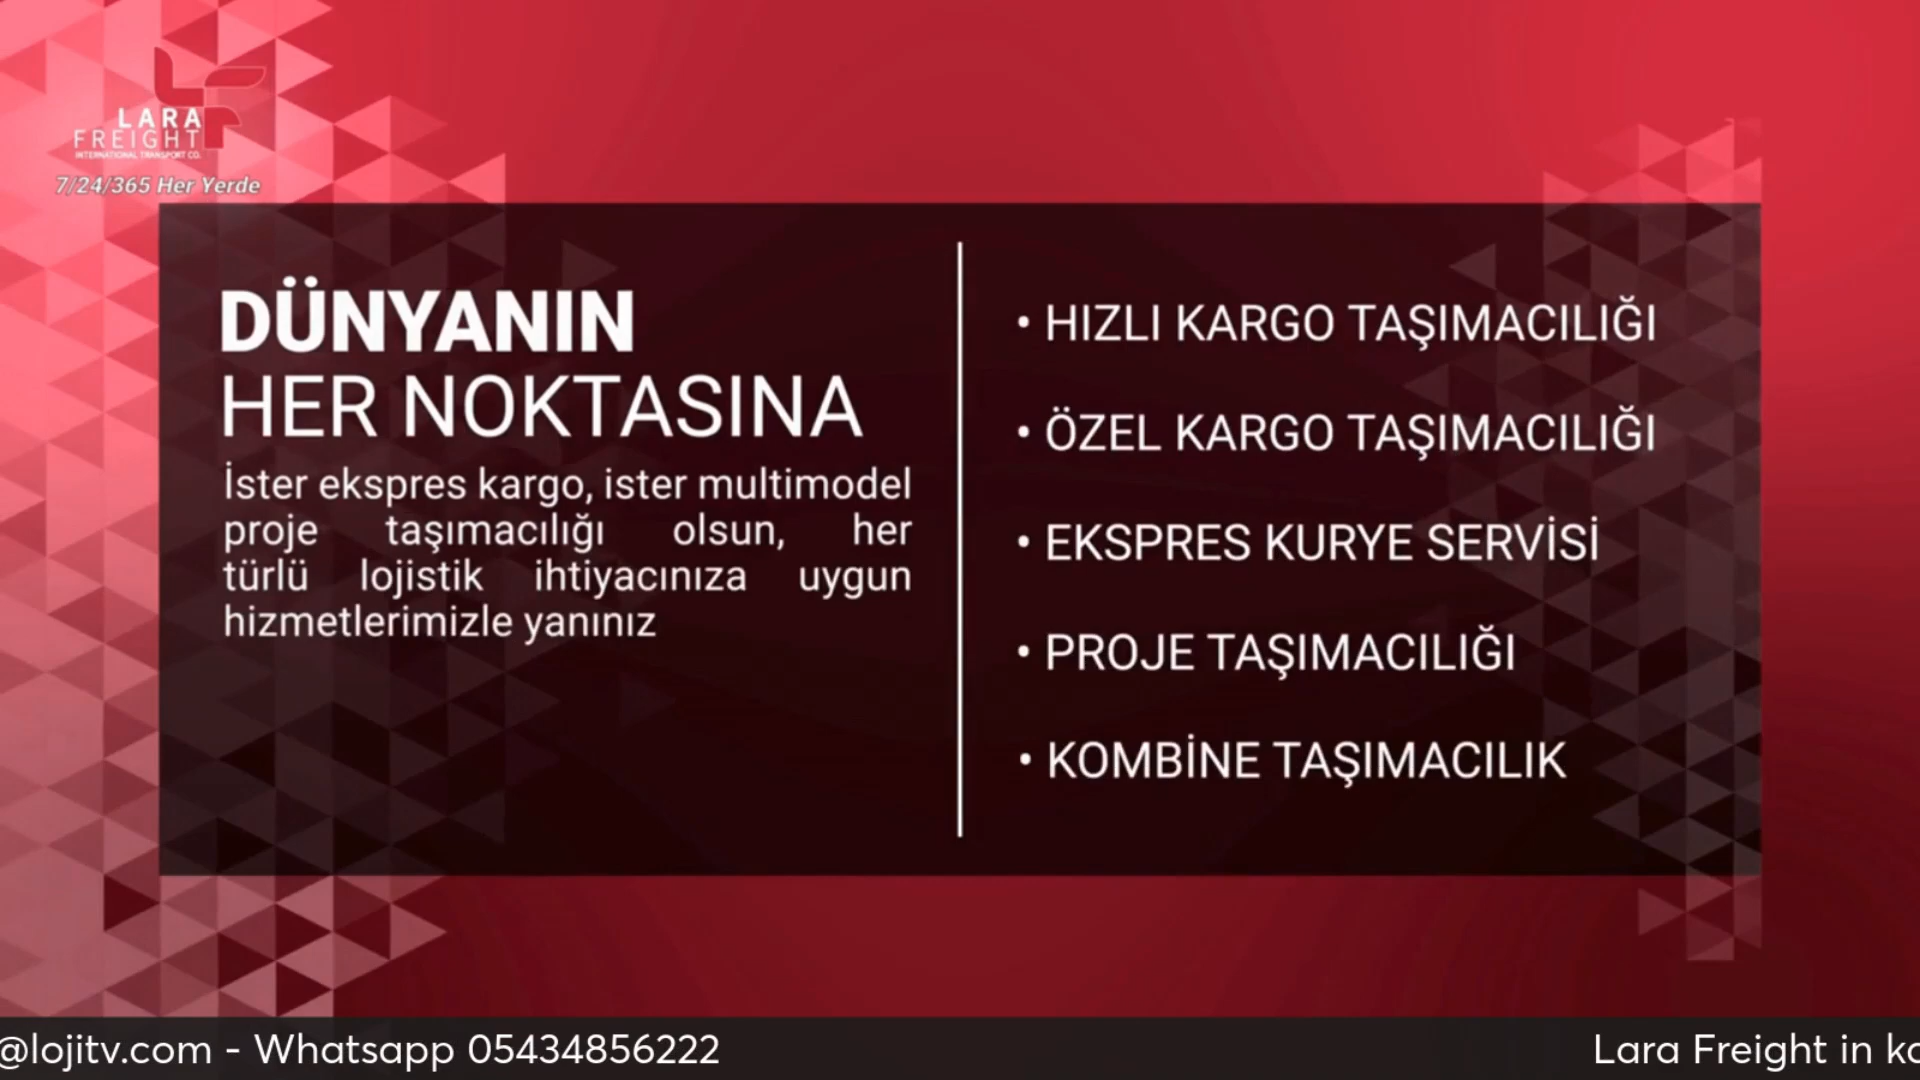 LARA
FREIGHT
INTERNATIONAL TRANSPORT CO.
7/24/365 Her Yerde
DÜNYANIN
HER NOKTASINA
İster ekspres kargo, ister multimodel
proje taşımacılığı olsun, her
türlü lojistik ihtiyacınıza uygun
hizmetlerimizle yanınız
• HIZLI KARGO TAŞIMACILIĞI
• ÖZEL KARGO TAŞIMACILIĞI
• EKSPRES KURYE SERVİSİ
• PROJE TAŞIMACILIĞI
• KOMBİNE TAŞIMACILIK
@lojitv.com - Whatsapp 05434856222
Lara Freight in